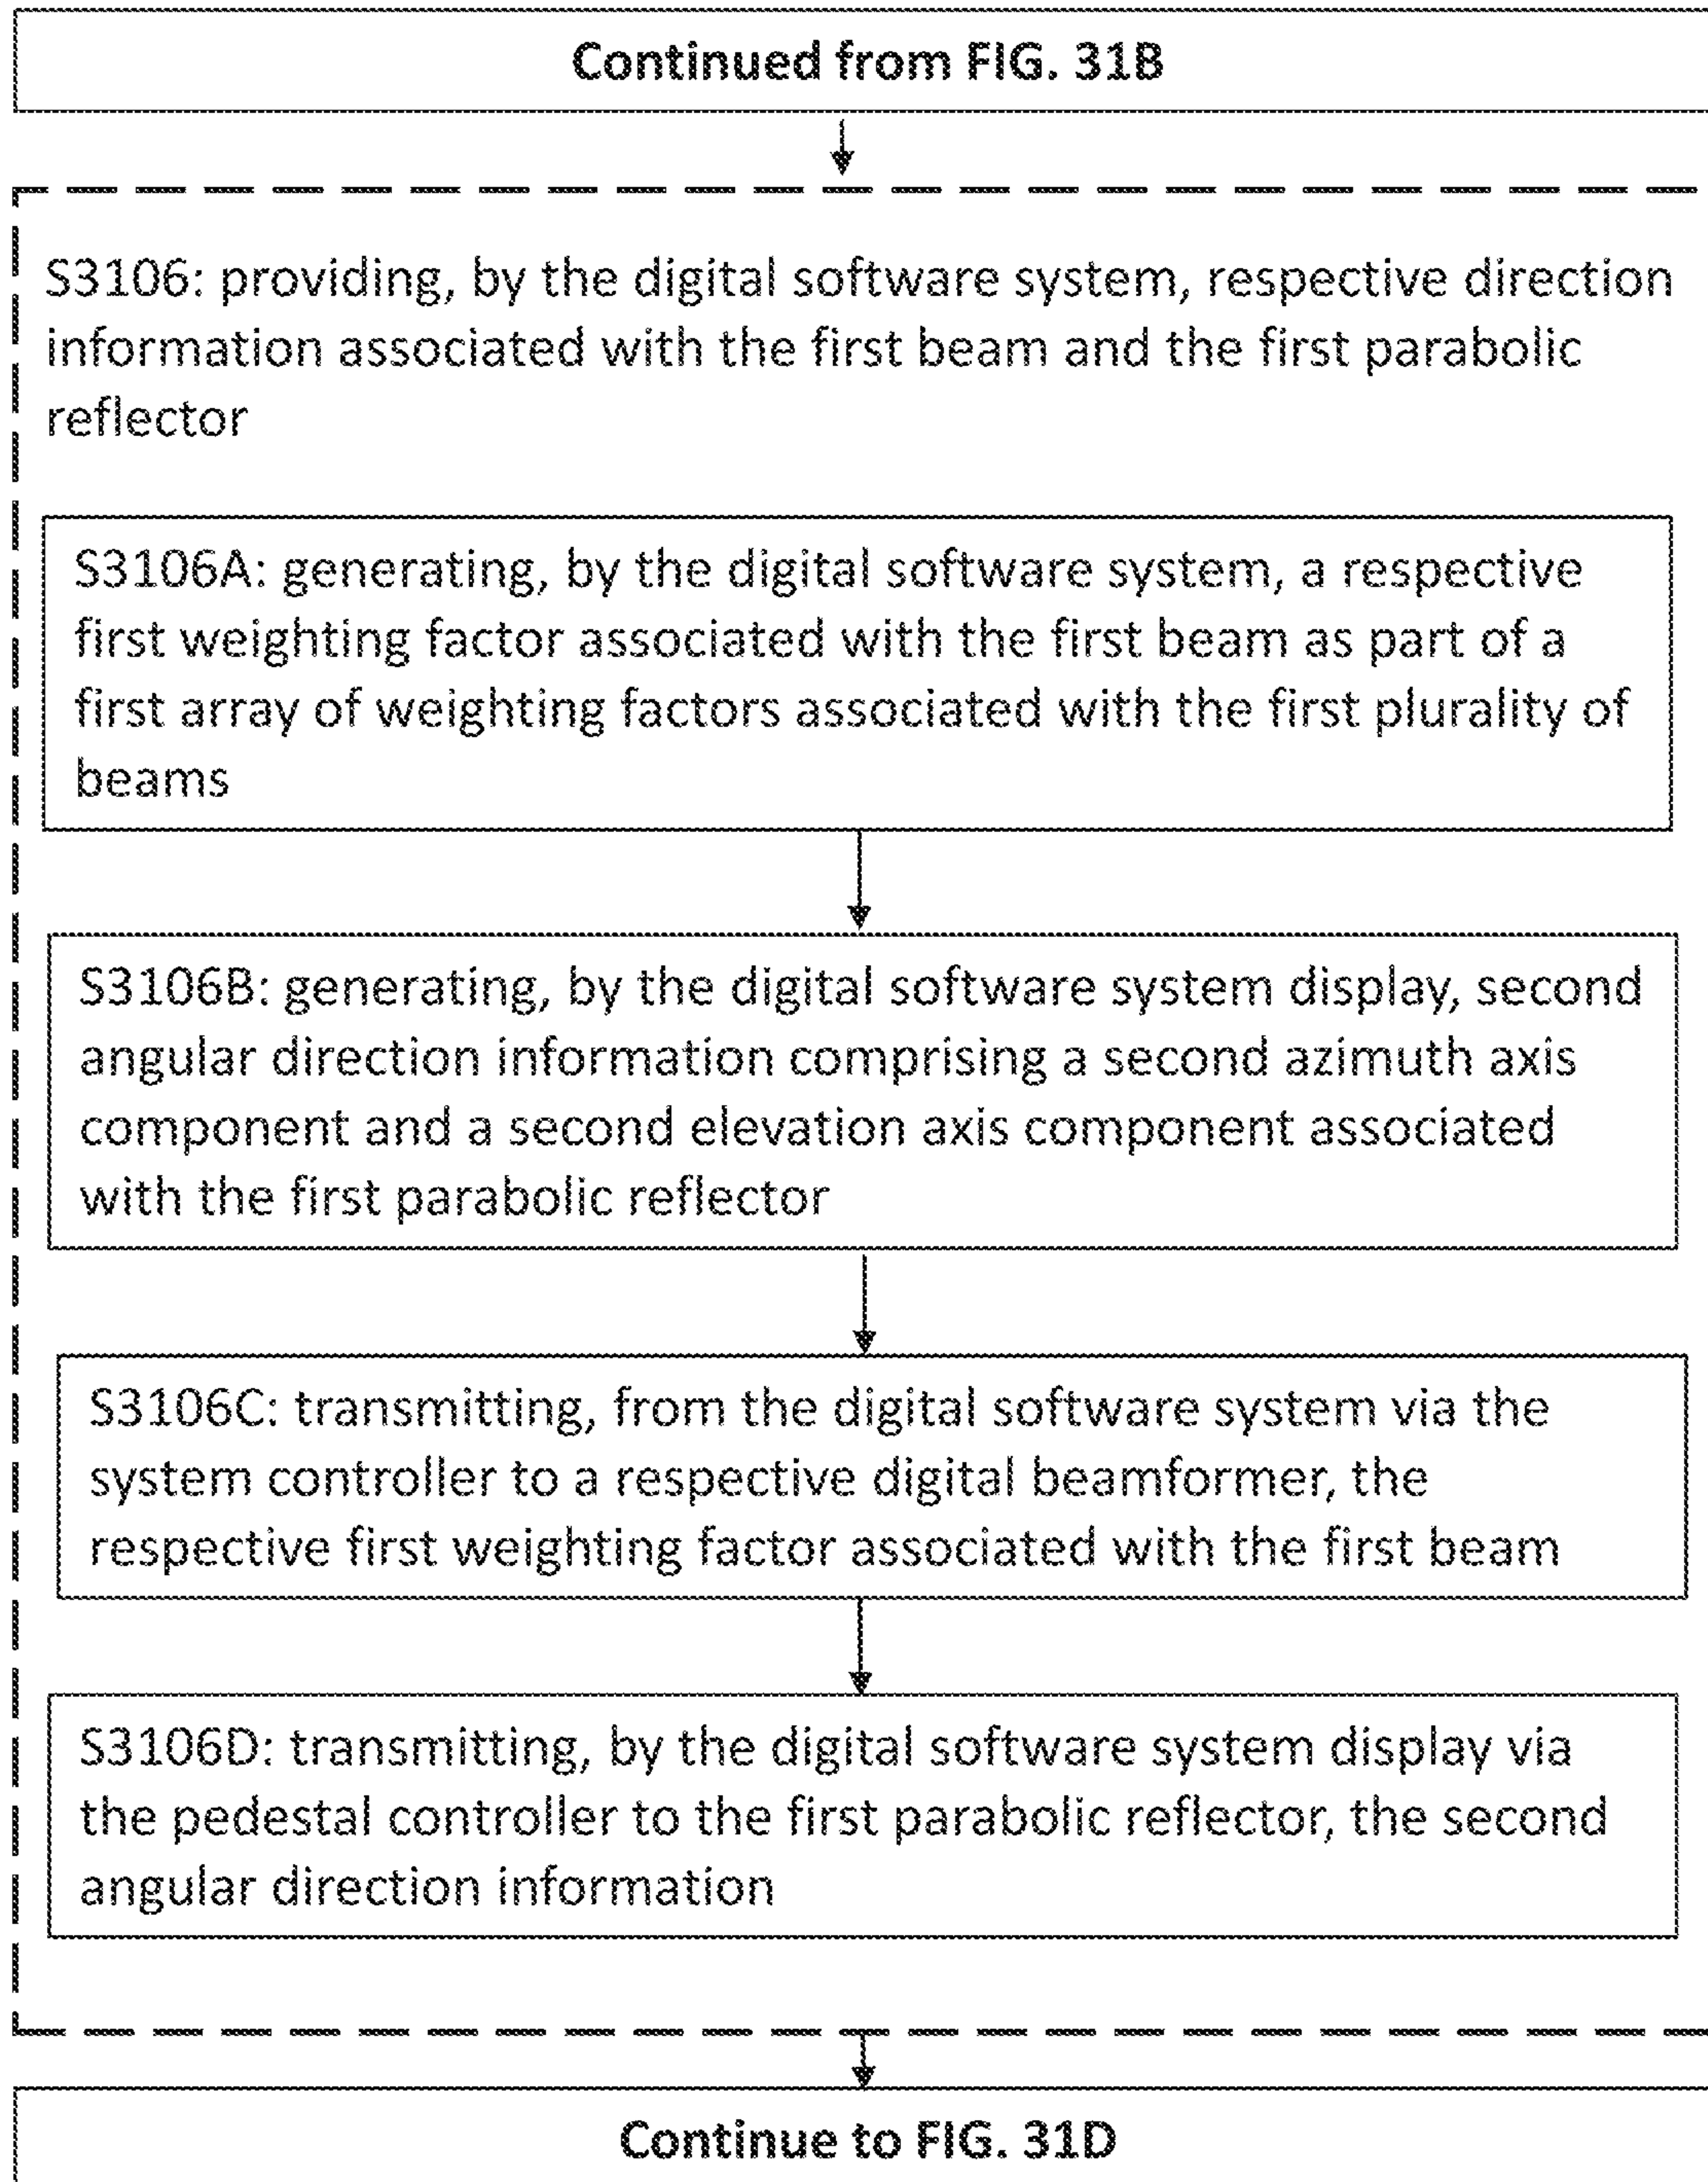 Continued from FIG. 31B
S3106: providing, by the digital software system, respective direction
information associated with the first beam and the first parabolic
reflector
S3106A: generating, by the digital software system, a respective
first weighting factor associated with the first beam as part of a
first array of weighting factors associated with the first plurality of
beams
S3106B: generating, by the digital software system display, second
angular direction information comprising a second azimuth axis
component and a second elevation axis component associated
with the first parabolic reflector
S3106C: transmitting, from the digital software system via the
system controller to a respective digital beamformer, the
respective first weighting factor associated with the first beam
S3106D: transmitting, by the digital software system display via
the pedestal controller to the first parabolic reflector, the second
angular direction information
Continue to FIG. 31D